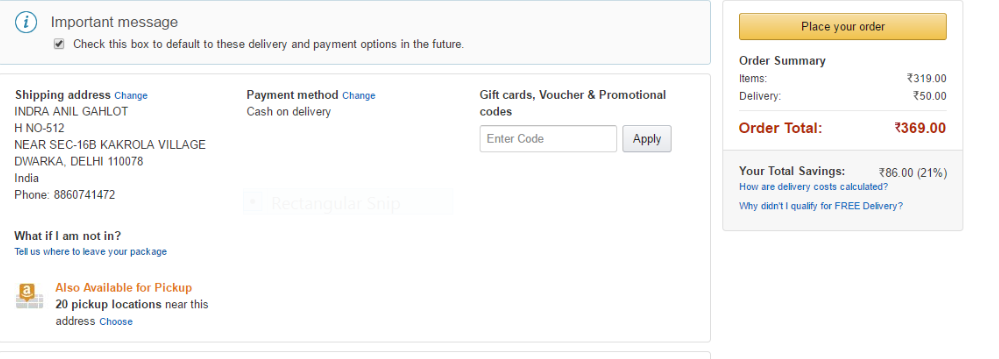 Important message
Check this box to default to these delivery and payment options in the future.
Shipping address Change
INDRA ANIL GAHLOT
H NO-512
NEAR SEC-16B KAKROLA VILLAGE
DWARKA, DELHI 110078
India
Phone: 8860741472
What if I am not in?
Tell us where to leave your package
Also Available for Pickup
20 pickup locations near this
address Choose
Payment method Change
Cash on delivery
Rectangular Snip
Gift cards, Voucher & Promotional
codes
Enter Code
Apply
Place your order
Order Summary
Items: ₹319.00
Delivery: ₹50.00
Order Total: ₹369.00
Your Total Savings: ₹86.00 (21%)
How are delivery costs calculated?
Why didn't I qualify for FREE Delivery?